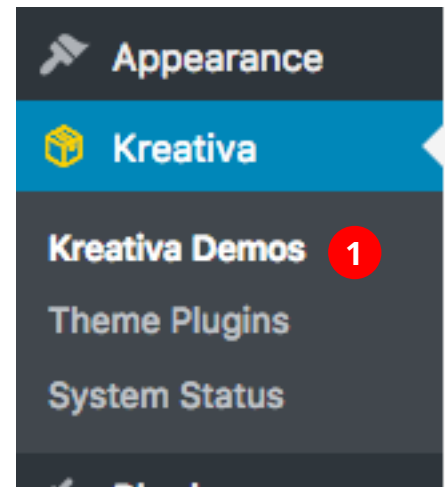 Appearance
Kreativa
Kreativa Demos 1
Theme Plugins
System Status